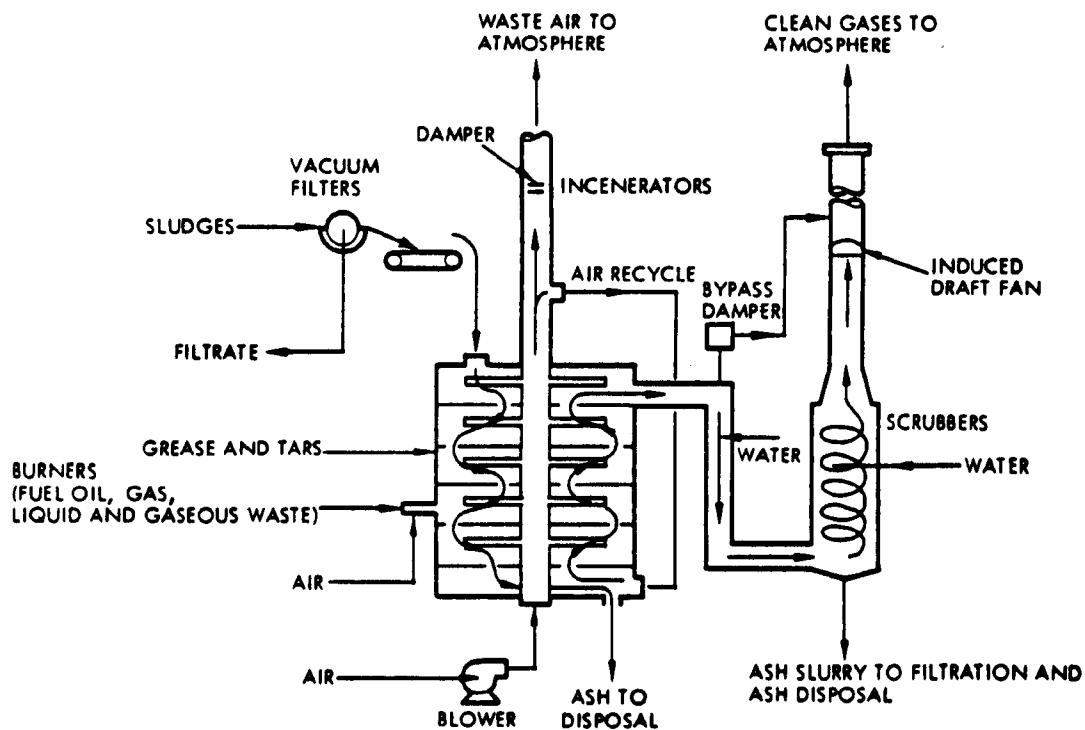 WASTE AIR TO
ATMOSPHERE
CLEAN GASES TO
ATMOSPHERE
DAMPER
VACUUM
FILTERS
INCENERATORS
SLUDGES
AIR RECYCLE
BYPASS
DAMPER
INDUCED
DRAFT FAN
FILTRATE
SCRUBBERS
GREASE AND TARS
WATER
WATER
BURNERS
(FUEL OIL, GAS,
LIQUID AND GASEOUS WASTE)
AIR
AIR
BLOWER
ASH TO
DISPOSAL
ASH SLURRY TO FILTRATION AND
ASH DISPOSAL